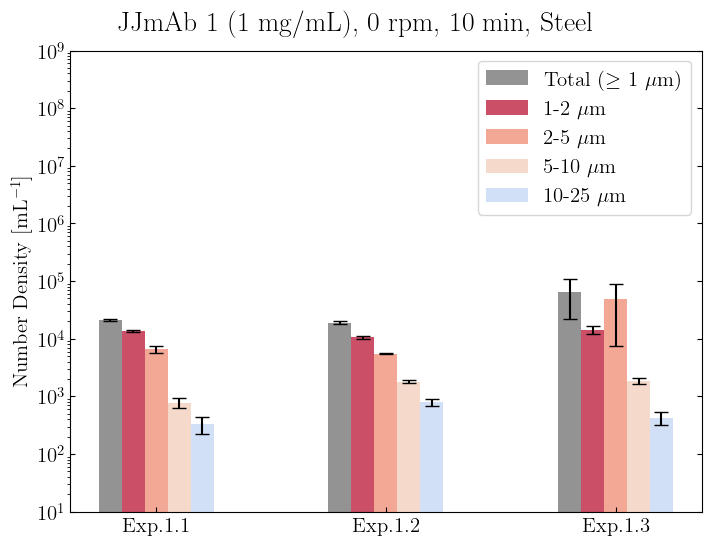 JJmAb 1 (1 mg/mL), 0 rpm, 10 min, Steel
Number Density [mL⁻¹]
10⁹
10⁸
10⁷
10⁶
10⁵
10⁴
10³
10²
10¹
Total (≥ 1 μm)
1-2 μm
2-5 μm
5-10 μm
10-25 μm
Exp.1.1 Exp.1.2 Exp.1.3